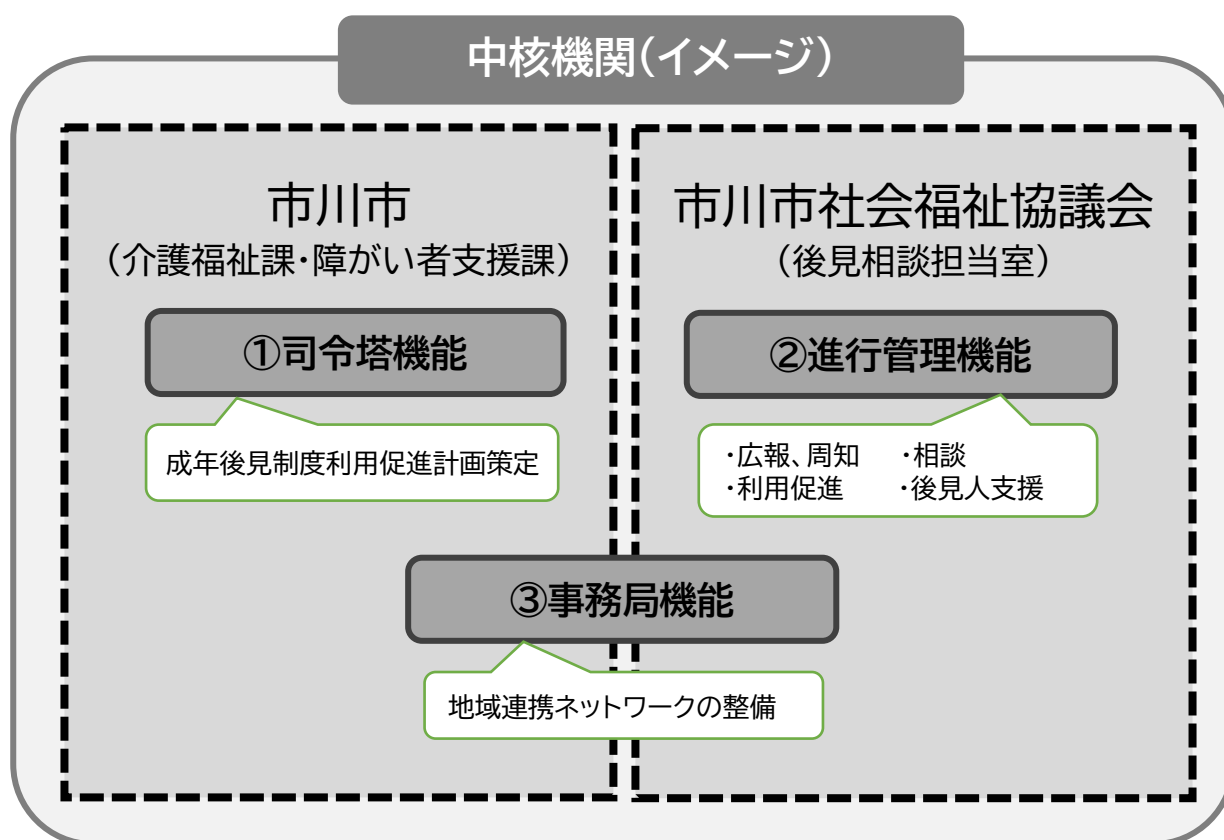 中核機関(イメージ)
市川市
(介護福祉課・障がい者支援課)
①司令塔機能
成年後見制度利用促進計画策定
市川市社会福祉協議会
(後見相談担当室)
②進行管理機能
・広報、周知 ・相談
・利用促進 ・後見人支援
③事務局機能
地域連携ネットワークの整備